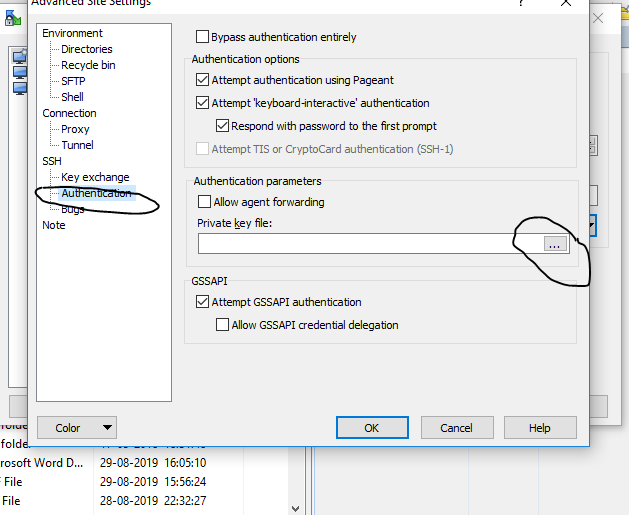 Advanced Site Settings
Environment
Directories
Recycle bin
SFTP
Shell
Connection
Proxy
Tunnel
SSH
Key exchange
Authentication
Bugs
Note
Bypass authentication entirely
Authentication options
Attempt authentication using Pageant
Attempt 'keyboard-interactive' authentication
Respond with password to the first prompt
Attempt TIS or CryptoCard authentication (SSH-1)
Authentication parameters
Allow agent forwarding
Private key file:
...
GSSAPI
Attempt GSSAPI authentication
Allow GSSAPI credential delegation
Color
OK
Cancel
Help
folder
rosoft Word D... 29-08-2019 16:05:10
File 29-08-2019 15:56:24
File 28-08-2019 22:32:27